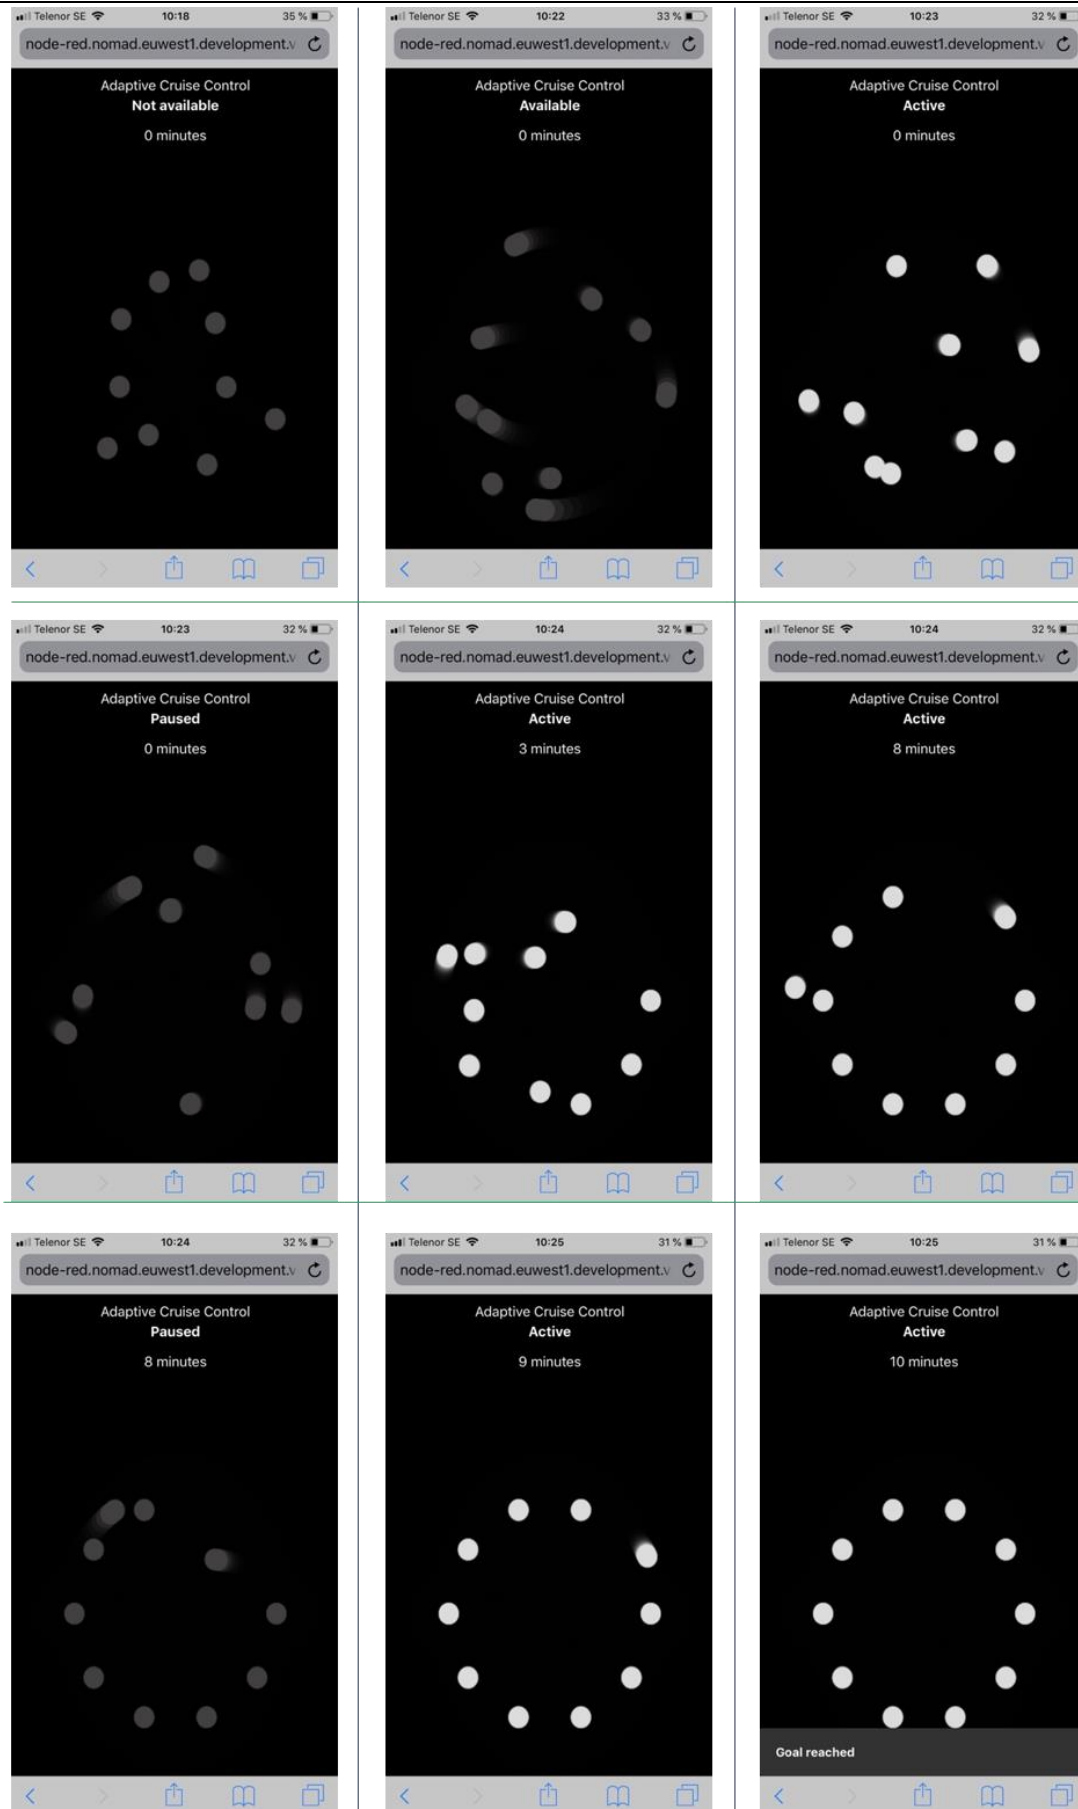 Telenor SE 10:18 35 %
node-red.nomad.euwest1.development.v
Adaptive Cruise Control
Not available
0 minutes
Telenor SE 10:22 33 %
node-red.nomad.euwest1.development.v
Adaptive Cruise Control
Available
0 minutes
Telenor SE 10:23 32 %
node-red.nomad.euwest1.development.v
Adaptive Cruise Control
Active
0 minutes
Telenor SE 10:23 32 %
node-red.nomad.euwest1.development.v
Adaptive Cruise Control
Paused
0 minutes
Telenor SE 10:24 32 %
node-red.nomad.euwest1.development.v
Adaptive Cruise Control
Active
3 minutes
Telenor SE 10:24 32 %
node-red.nomad.euwest1.development.v
Adaptive Cruise Control
Active
8 minutes
Telenor SE 10:24 32 %
node-red.nomad.euwest1.development.v
Adaptive Cruise Control
Paused
8 minutes
Telenor SE 10:25 31 %
node-red.nomad.euwest1.development.v
Adaptive Cruise Control
Active
9 minutes
Telenor SE 10:25 31 %
node-red.nomad.euwest1.development.v
Adaptive Cruise Control
Active
10 minutes
Goal reached